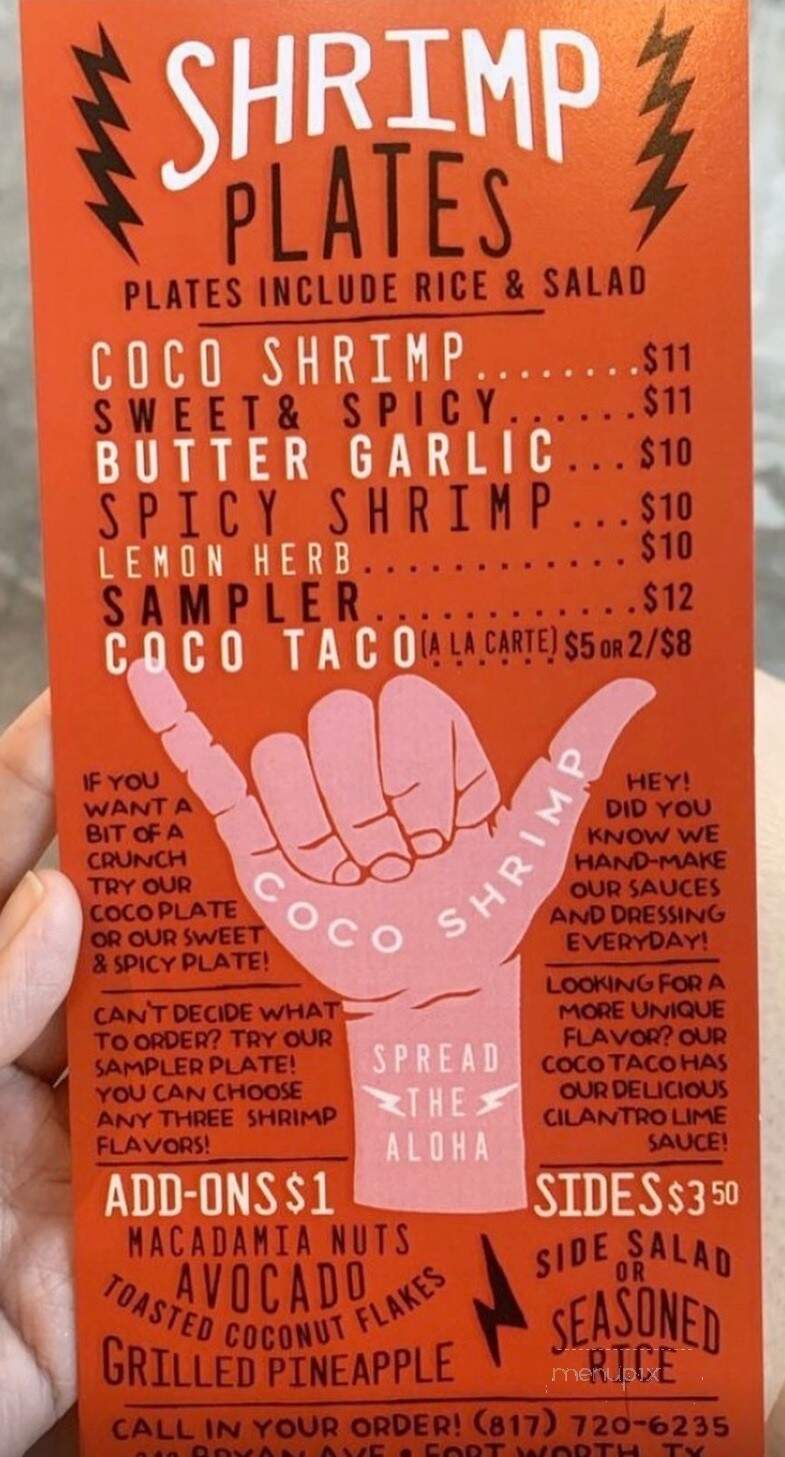 SHRIMP
PLATES
PLATES INCLUDE RICE & SALAD
COCO SHRIMP........$11
SWEET& SPICY......$11
BUTTER GARLIC...$10
SPICY SHRIMP...$10
LEMON HERB............$10
SAMPLER............$12
COCO TACO (A LA CARTE) $5 OR 2/$8
IF YOU
WANT A
BIT OF A
CRUNCH
TRY OUR
COCO PLATE
OR OUR SWEET
& SPICY PLATE!
CAN'T DECIDE WHAT
TO ORDER? TRY OUR
SAMPLER PLATE!
YOU CAN CHOOSE
ANY THREE SHRIMP
FLAVORS!
COCO SHRIMP
SPREAD
THE
ALOHA
HEY!
DID YOU
KNOW WE
HAND-MAKE
OUR SAUCES
AND DRESSING
EVERYDAY!
LOOKING FOR A
MORE UNIQUE
FLAVOR? OUR
COCO TACO HAS
OUR DELICIOUS
CILANTRO LIME
SAUCE!
ADD-ONS $1
MACADAMIA NUTS
AVOCADO
TOASTED COCONUT FLAKES
GRILLED PINEAPPLE
SIDES $3 50
SIDE SALAD
OR
SEASONED
RICE
menupix
CALL IN YOUR ORDER! (817) 720-6235
BRYAN AVE • FORT WORTH, TX